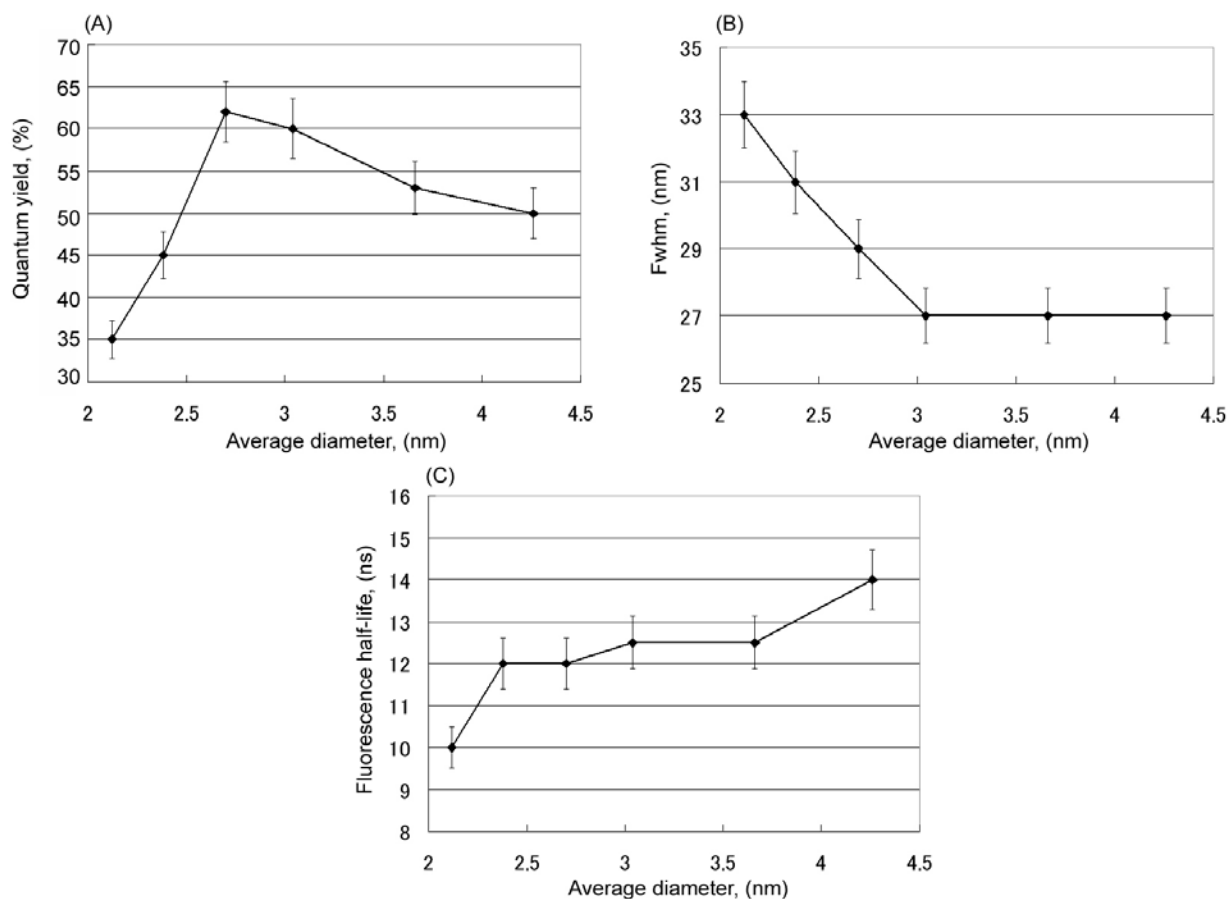 (A)
70
65
60
55
50
45
40
35
30
Quantum yield, (%)
2 2.5 3 3.5 4 4.5
Average diameter, (nm)
(B)
35
33
31
29
27
25
Fwhm, (nm)
2 2.5 3 3.5 4 4.5
Average diameter, (nm)
(C)
16
15
14
13
12
11
10
9
8
Fluorescence half-life, (ns)
2 2.5 3 3.5 4 4.5
Average diameter, (nm)